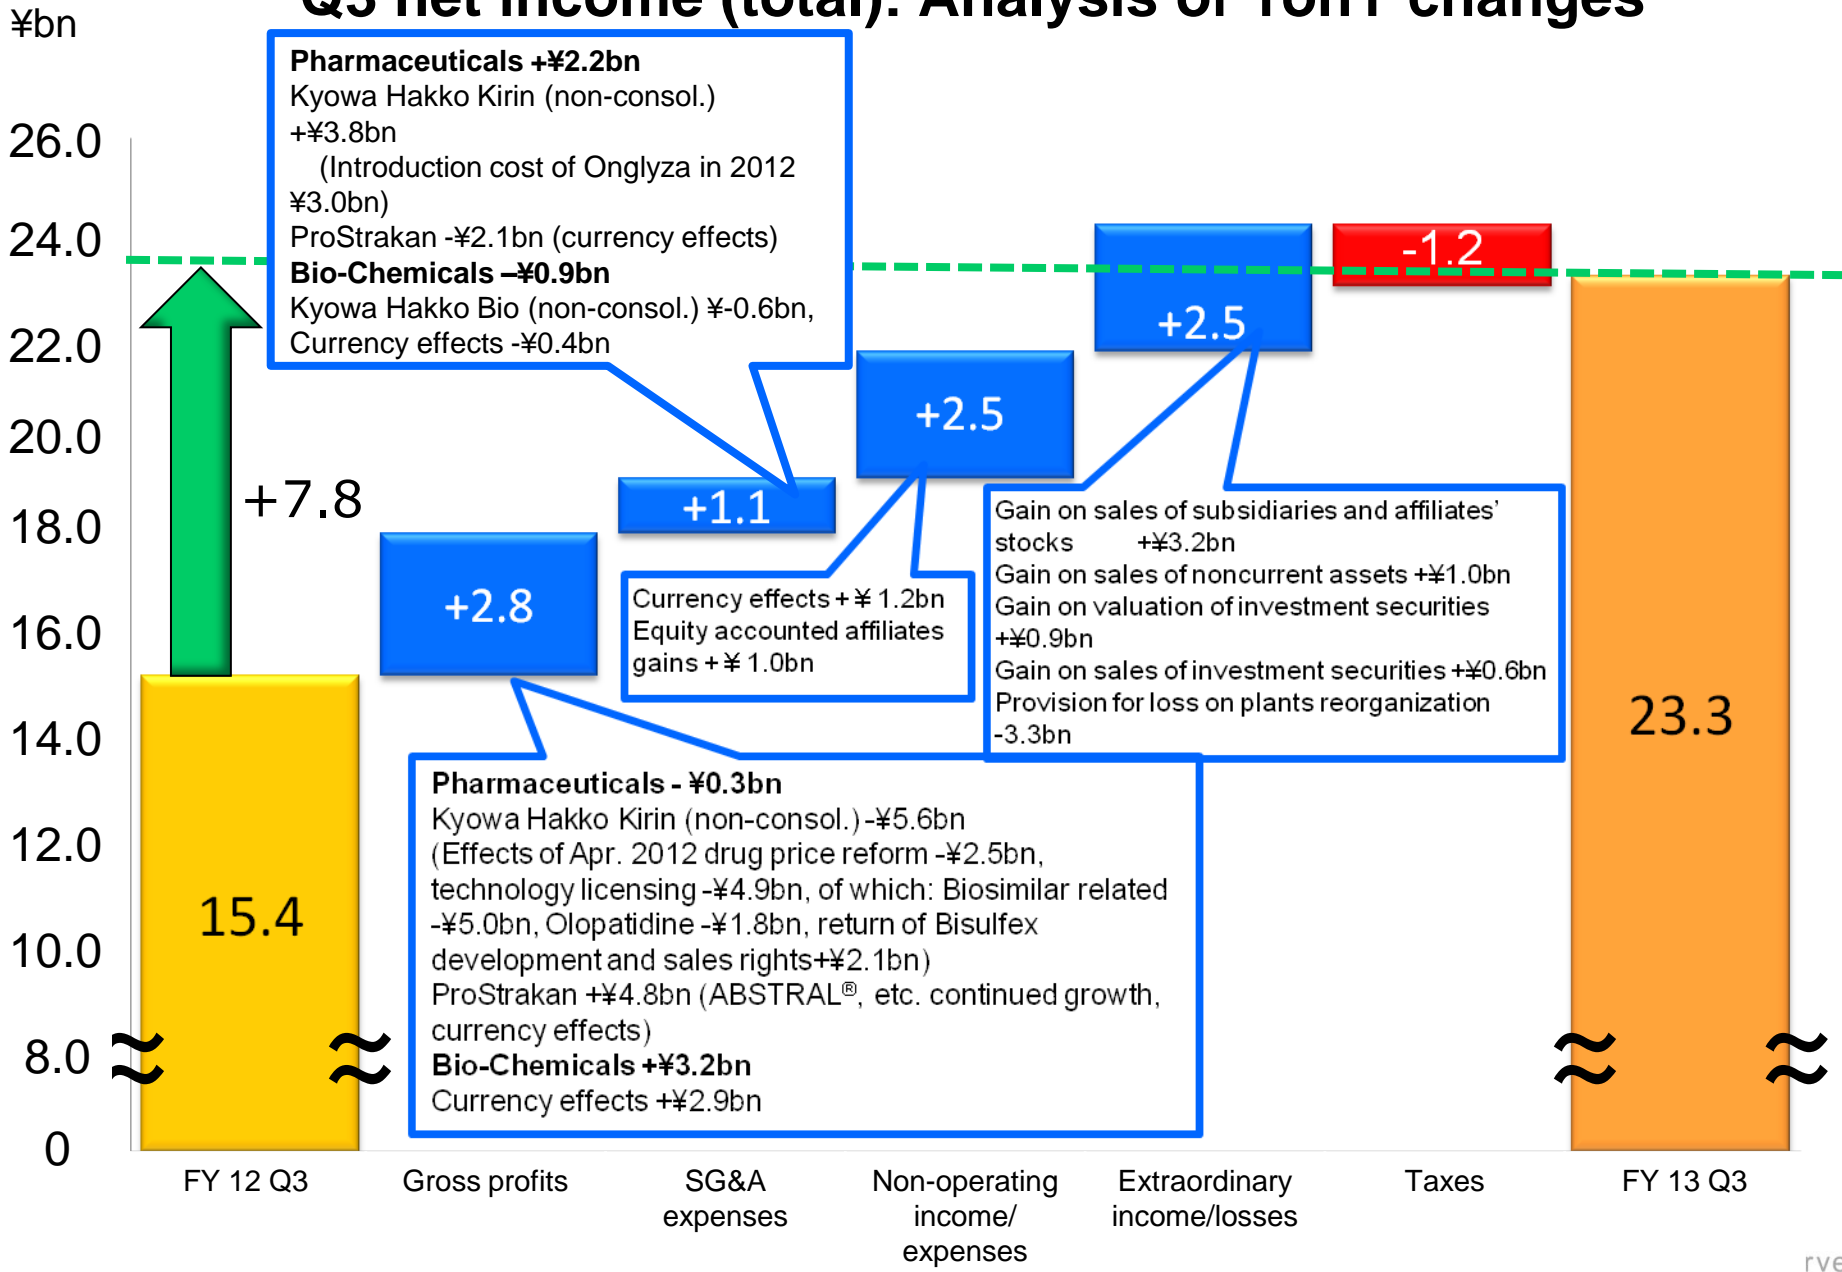 Q3 net income (total): Analysis of YonY changes
¥bn
Pharmaceuticals +¥2.2bn
Kyowa Hakko Kirin (non-consol.)
+¥3.8bn
(Introduction cost of Onglyza in 2012
¥3.0bn)
ProStrakan -¥2.1bn (currency effects)
Bio-Chemicals –¥0.9bn
Kyowa Hakko Bio (non-consol.) ¥-0.6bn,
Currency effects -¥0.4bn
26.0
24.0
22.0
20.0
18.0
16.0
14.0
12.0
10.0
8.0
0
+7.8
15.4
+2.8
+1.1
+2.5
+2.5
-1.2
23.3
Currency effects + ¥ 1.2bn
Equity accounted affiliates
gains + ¥ 1.0bn
Gain on sales of subsidiaries and affiliates’
stocks +¥3.2bn
Gain on sales of noncurrent assets +¥1.0bn
Gain on valuation of investment securities
+¥0.9bn
Gain on sales of investment securities +¥0.6bn
Provision for loss on plants reorganization
-3.3bn
Pharmaceuticals - ¥0.3bn
Kyowa Hakko Kirin (non-consol.) -¥5.6bn
(Effects of Apr. 2012 drug price reform -¥2.5bn,
technology licensing -¥4.9bn, of which: Biosimilar related
-¥5.0bn, Olopatidine -¥1.8bn, return of Bisulfex
development and sales rights+¥2.1bn)
ProStrakan +¥4.8bn (ABSTRAL®, etc. continued growth,
currency effects)
Bio-Chemicals +¥3.2bn
Currency effects +¥2.9bn
≈ ≈ ≈ ≈
FY 12 Q3
Gross profits
SG&A
expenses
Non-operating
income/
expenses
Extraordinary
income/losses
Taxes
FY 13 Q3
rve